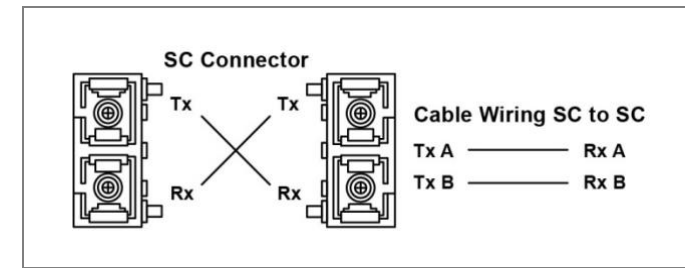 SC Connector
Tx Tx
Rx Rx
Cable Wiring SC to SC
Tx A Rx A
Tx B Rx B